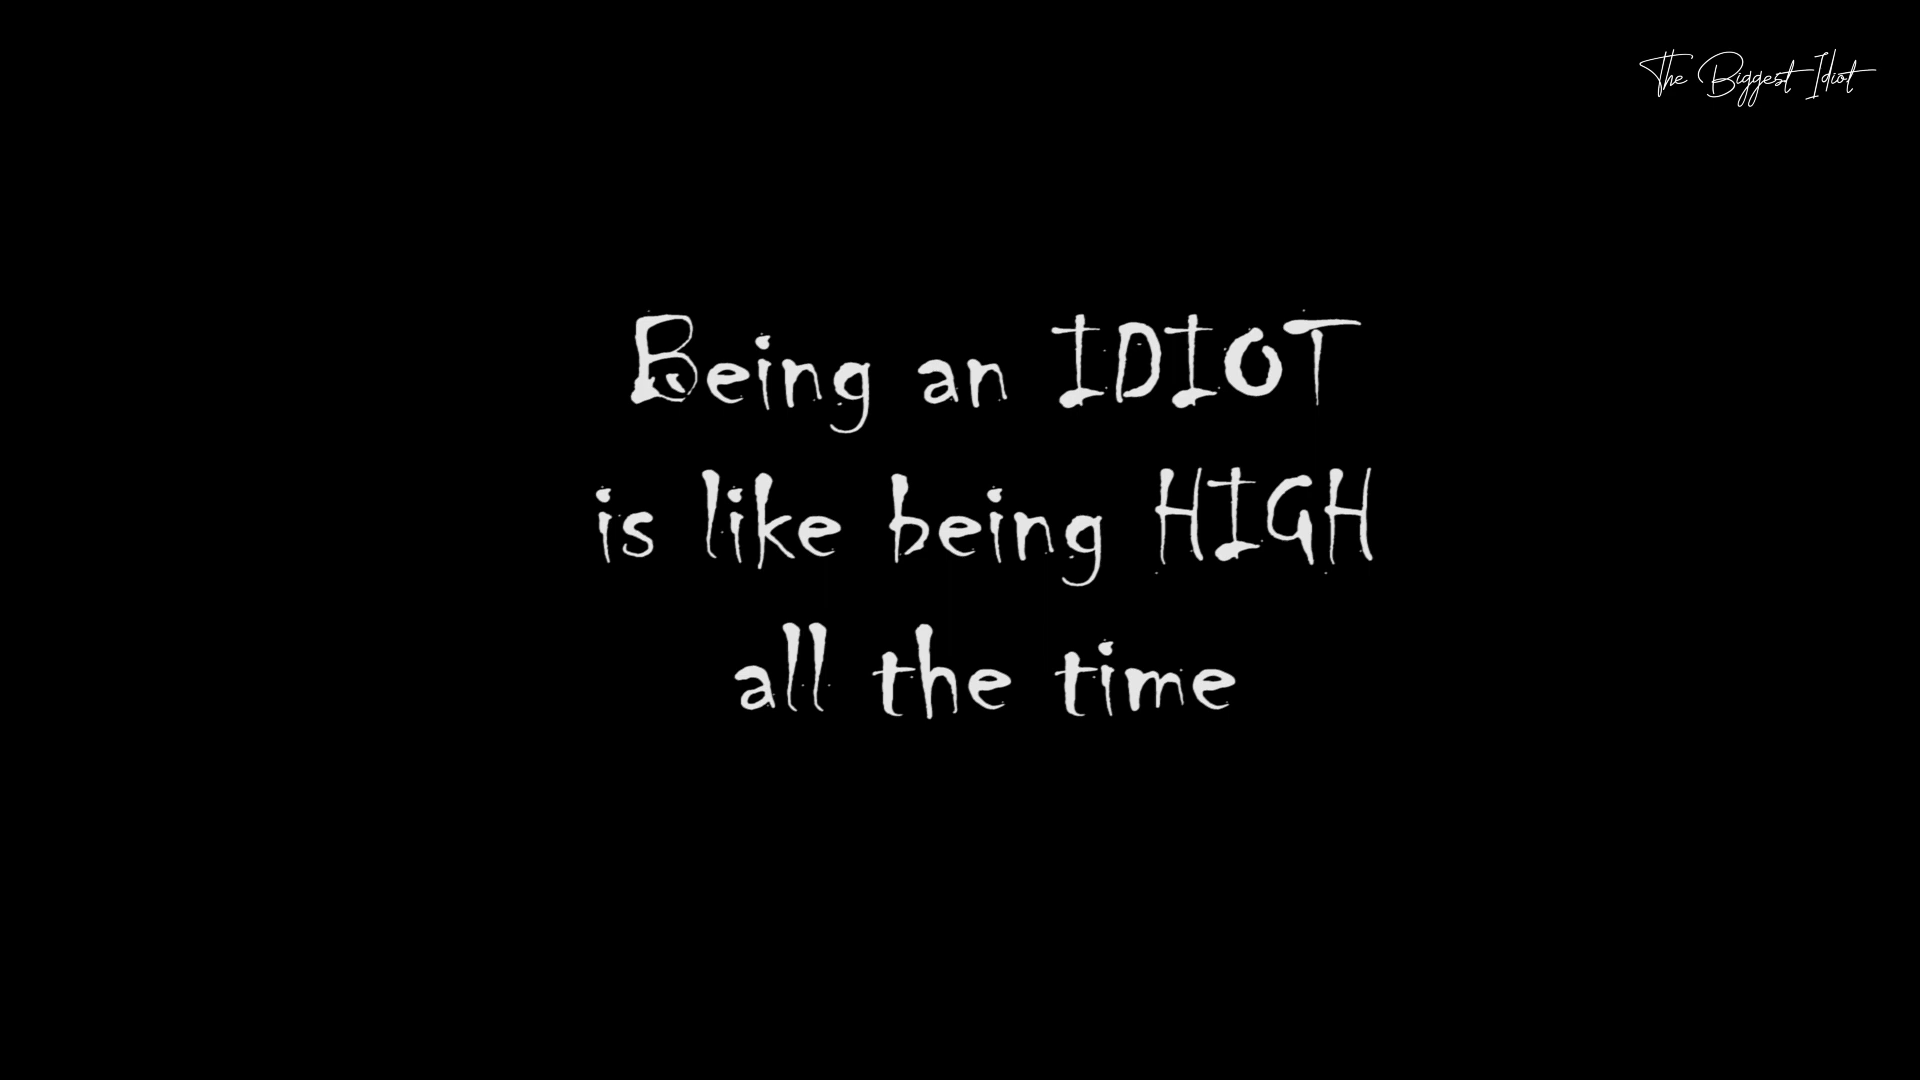 The Biggest Idiot
Being an IDIOT
is like being HIGH
all the time